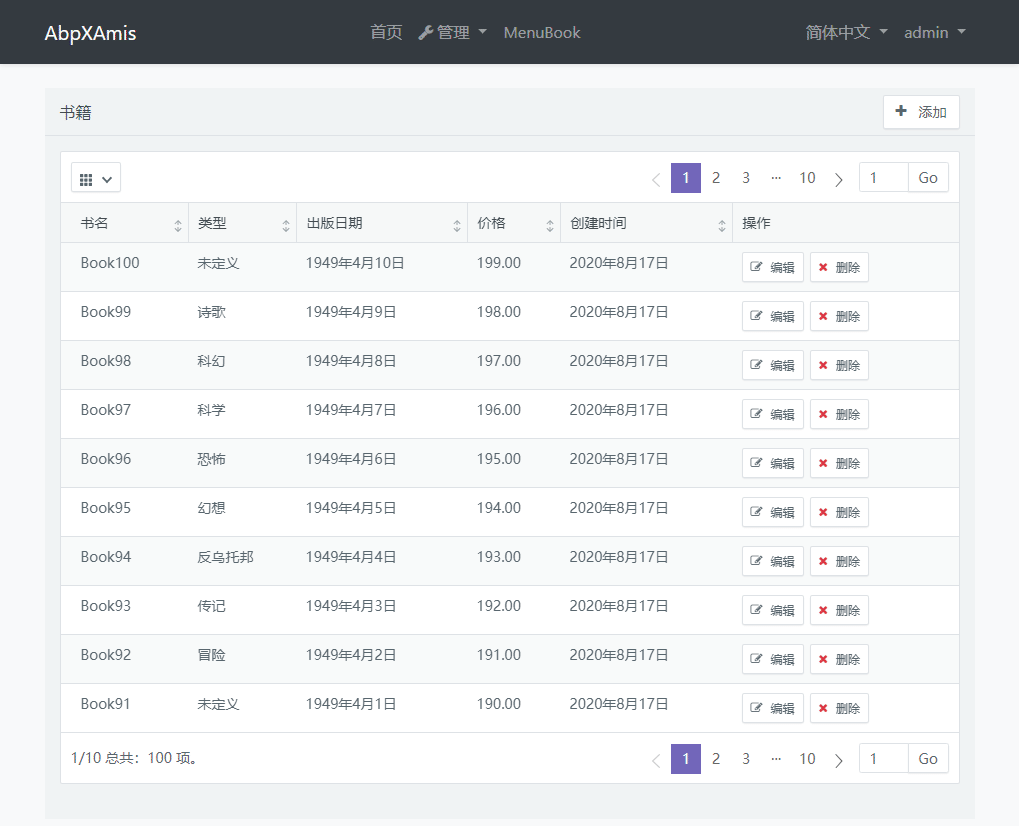 AbpXAmis 首页 管理 MenuBook 简体中文 admin
书籍 添加
1 2 3 ··· 10 1 Go
书名 类型 出版日期 价格 创建时间 操作
Book100 未定义 1949年4月10日 199.00 2020年8月17日 编辑 删除
Book99 诗歌 1949年4月9日 198.00 2020年8月17日 编辑 删除
Book98 科幻 1949年4月8日 197.00 2020年8月17日 编辑 删除
Book97 科学 1949年4月7日 196.00 2020年8月17日 编辑 删除
Book96 恐怖 1949年4月6日 195.00 2020年8月17日 编辑 删除
Book95 幻想 1949年4月5日 194.00 2020年8月17日 编辑 删除
Book94 反乌托邦 1949年4月4日 193.00 2020年8月17日 编辑 删除
Book93 传记 1949年4月3日 192.00 2020年8月17日 编辑 删除
Book92 冒险 1949年4月2日 191.00 2020年8月17日 编辑 删除
Book91 未定义 1949年4月1日 190.00 2020年8月17日 编辑 删除
1/10 总共：100 项。 1 2 3 ··· 10 1 Go